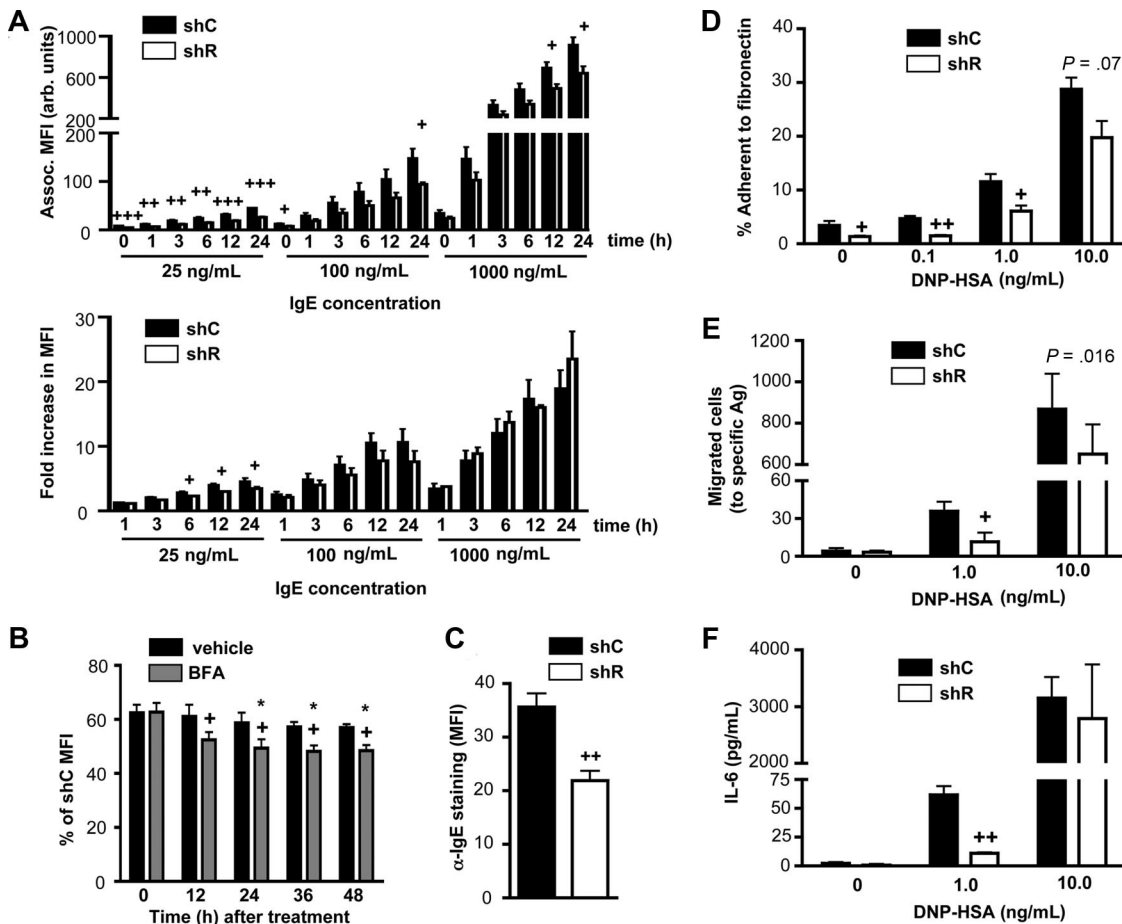 A
shC
shR
Assoc. MFI (arb. units)
1000
600
200
200
100
0
+++ ++ ++ ++ +++ +++ + + + +
0 1 3 6 12 24 0 1 3 6 12 24 0 1 3 6 12 24 time (h)
25 ng/mL 100 ng/mL 1000 ng/mL
IgE concentration
shC
shR
Fold increase in MFI
30
20
10
0
+ + +
1 3 6 12 24 1 3 6 12 24 1 3 6 12 24 time (h)
25 ng/mL 100 ng/mL 1000 ng/mL
IgE concentration
B
vehicle
BFA
% of shC MFI
80
60
40
20
0
* * *
+ + + +
0 12 24 36 48
Time (h) after treatment
C
shC
shR
α-IgE staining (MFI)
40
30
20
10
0
++
D
shC
shR
P = .07
% Adherent to fibronectin
40
30
20
10
0
+ ++ +
0 0.1 1.0 10.0
DNP-HSA (ng/mL)
E
shC
shR
P = .016
Migrated cells
(to specific Ag)
1200
1000
800
600
60
30
0
+
0 1.0 10.0
DNP-HSA (ng/mL)
F
shC
shR
IL-6 (pg/mL)
4000
3000
2000
75
50
25
0
++
0 1.0 10.0
DNP-HSA (ng/mL)